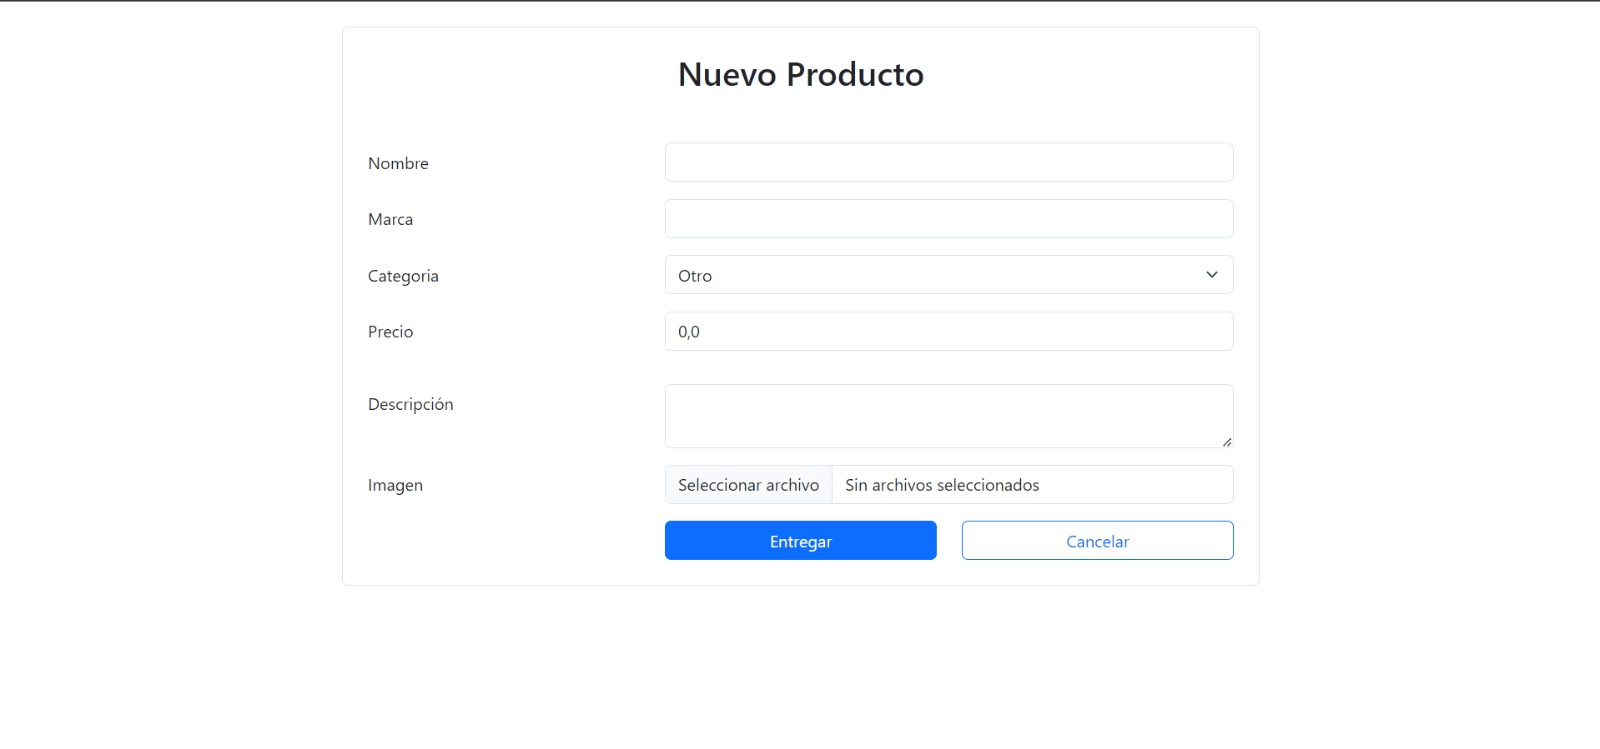 Nuevo Producto
Nombre
Marca
Categoria
Otro
Precio
0,0
Descripción
Imagen
Seleccionar archivo
Sin archivos seleccionados
Entregar
Cancelar